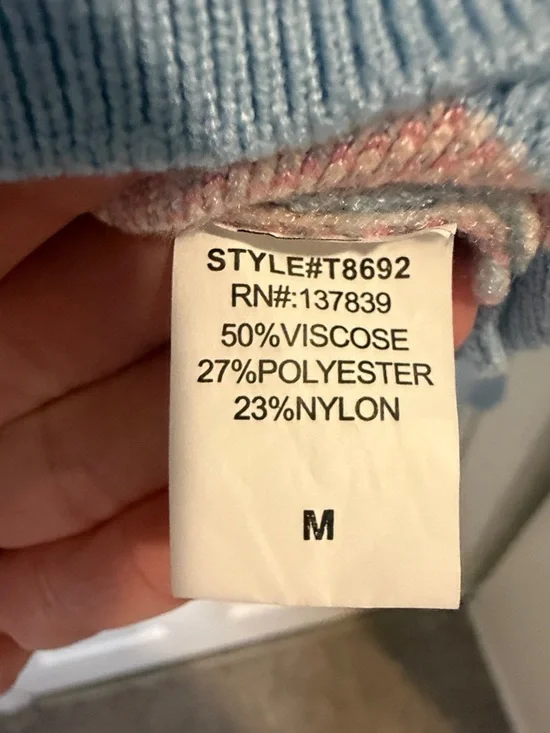 STYLE#T8692
RN#:137839
50%VISCOSE
27%POLYESTER
23%NYLON
M